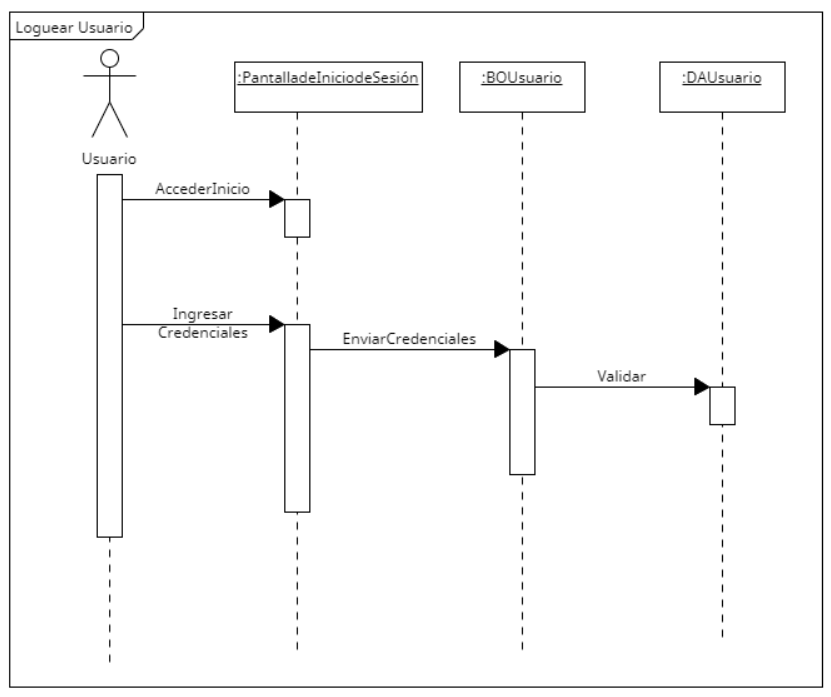 Loguear Usuario
:PantalladeIniciodeSesión
:BOUsuario
:DAUsuario
Usuario
AccederInicio
Ingresar
Credenciales
EnviarCredenciales
Validar